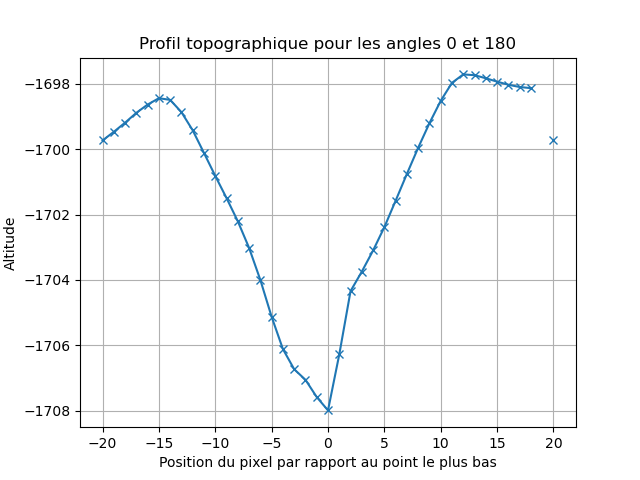 Profil topographique pour les angles 0 et 180
−1698
−1700
−1702
−1704
−1706
−1708
Altitude
−20 −15 −10 −5 0 5 10 15 20
Position du pixel par rapport au point le plus bas